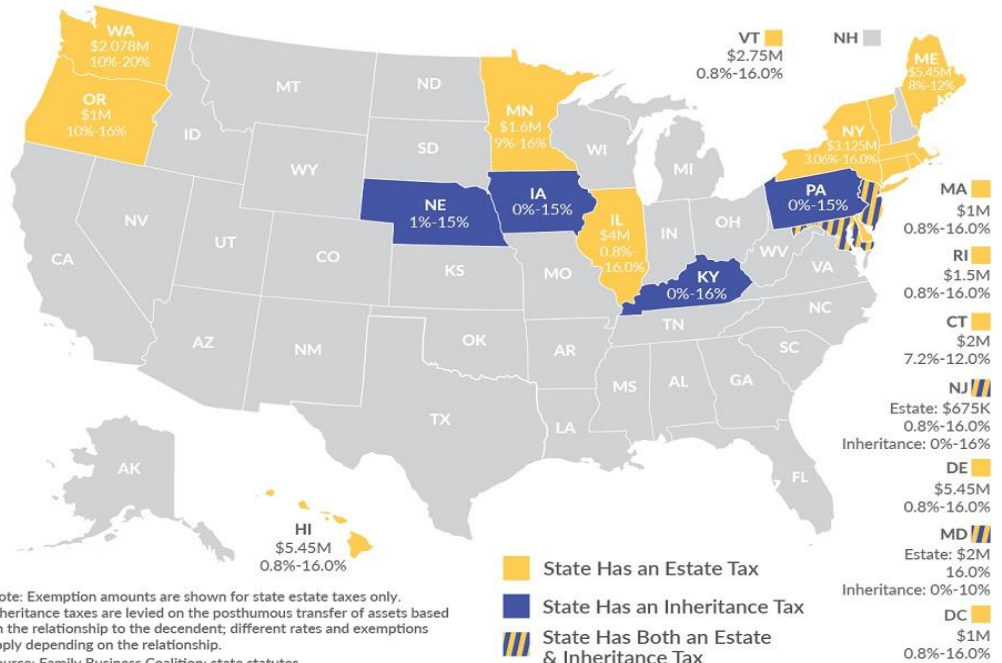 WA
$2.078M
10%-20%
OR
$1M
10%-16%
ID
MT
ND
SD
WY
NV
CA
UT
CO
AZ
NM
NE
1%-15%
KS
OK
TX
MN
$1.6M
9%-16%
IA
0%-15%
MO
AR
LA
WI
IL
$4M
0.8%-
16.0%
MI
IN
OH
KY
0%-16%
TN
MS
AL
GA
FL
SC
NC
VA
WV
PA
0%-15%
NY
$3.125M
3.06%-16.0%
ME
$5.45M
8%-12%
VT
$2.75M
0.8%-16.0%
NH
MA
$1M
0.8%-16.0%
RI
$1.5M
0.8%-16.0%
CT
$2M
7.2%-12.0%
NJ
Estate: $675K
0.8%-16.0%
Inheritance: 0%-16%
DE
$5.45M
0.8%-16.0%
MD
Estate: $2M
16.0%
Inheritance: 0%-10%
DC
$1M
0.8%-16.0%
AK
HI
$5.45M
0.8%-16.0%
State Has an Estate Tax
State Has an Inheritance Tax
State Has Both an Estate
& Inheritance Tax
ote: Exemption amounts are shown for state estate taxes only.
heritance taxes are levied on the posthumous transfer of assets based
n the relationship to the decendent; different rates and exemptions
pply depending on the relationship.
ource: Family Business Coalition; state statutes